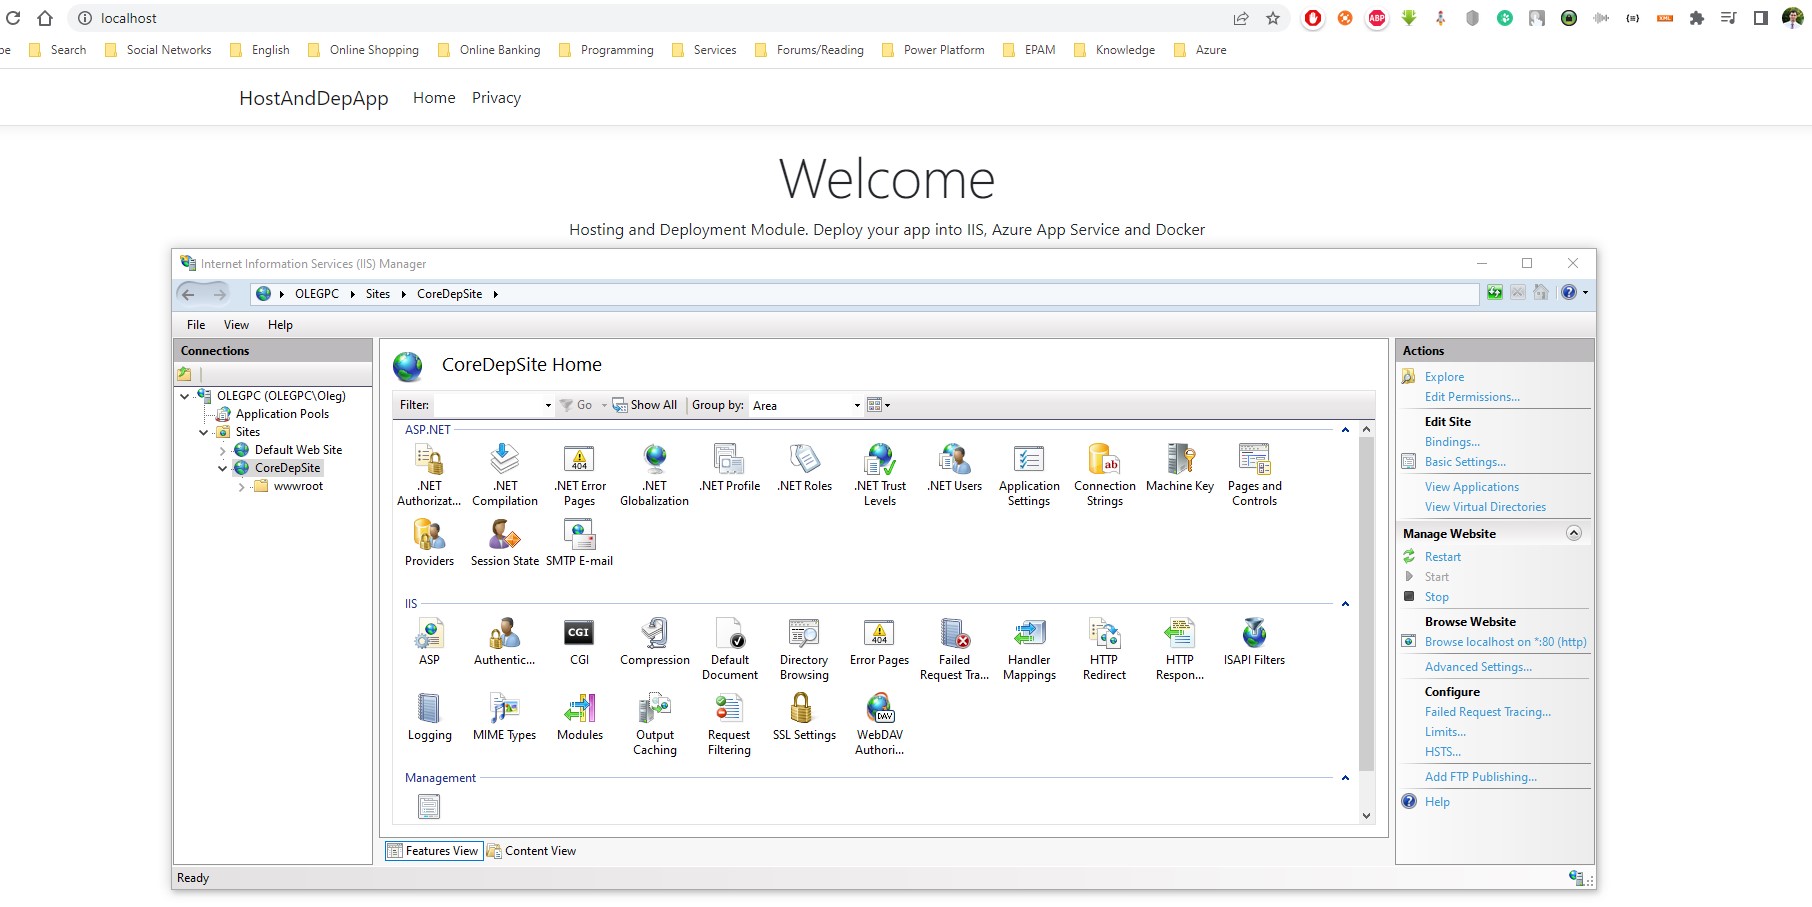 localhost
ABP
XML
pe Search Social Networks English Online Shopping Online Banking Programming Services Forums/Reading Power Platform EPAM Knowledge Azure
HostAndDepApp Home Privacy
Welcome
Hosting and Deployment Module. Deploy your app into IIS, Azure App Service and Docker
Internet Information Services (IIS) Manager
OLEGPC Sites CoreDepSite
File View Help
Connections
OLEGPC (OLEGPC\Oleg)
Application Pools
Sites
Default Web Site
CoreDepSite
wwwroot
CoreDepSite Home
Filter: Go Show All Group by: Area
ASP.NET
.NET Authorizat...
.NET Compilation
.NET Error Pages
.NET Globalization
.NET Profile
.NET Roles
.NET Trust Levels
.NET Users
Application Settings
Connection Strings
Machine Key
Pages and Controls
Providers
Session State
SMTP E-mail
IIS
ASP
Authentic...
CGI
CGI
Compression
Default Document
Directory Browsing
Error Pages
Failed Request Tra...
Handler Mappings
HTTP Redirect
HTTP Respon...
ISAPI Filters
Logging
MIME Types
Modules
Output Caching
Request Filtering
SSL Settings
WebDAV Authori...
Management
Features View Content View
Ready
Actions
Explore
Edit Permissions...
Edit Site
Bindings...
Basic Settings...
View Applications
View Virtual Directories
Manage Website
Restart
Start
Stop
Browse Website
Browse localhost on *:80 (http)
Advanced Settings...
Configure
Failed Request Tracing...
Limits...
HSTS...
Add FTP Publishing...
Help